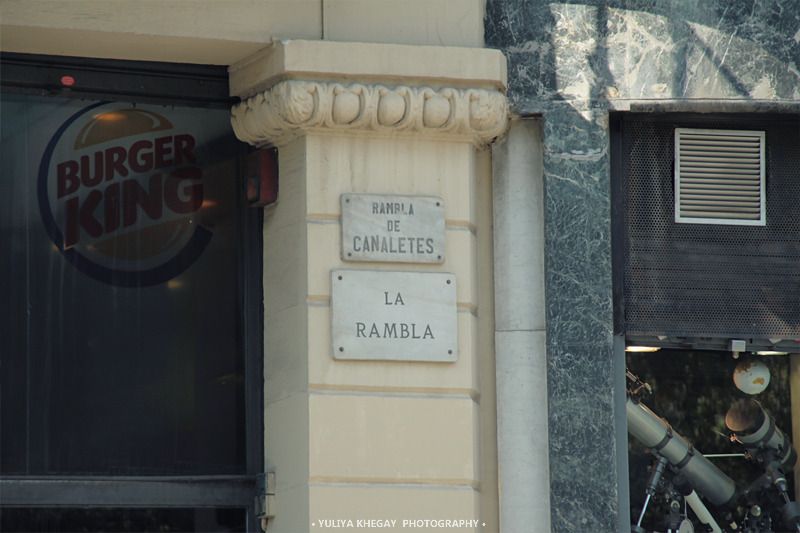 BURGER
KING
RAMBLA
DE
CANALETES
LA
RAMBLA
• YULIYA KHEGAY PHOTOGRAPHY •